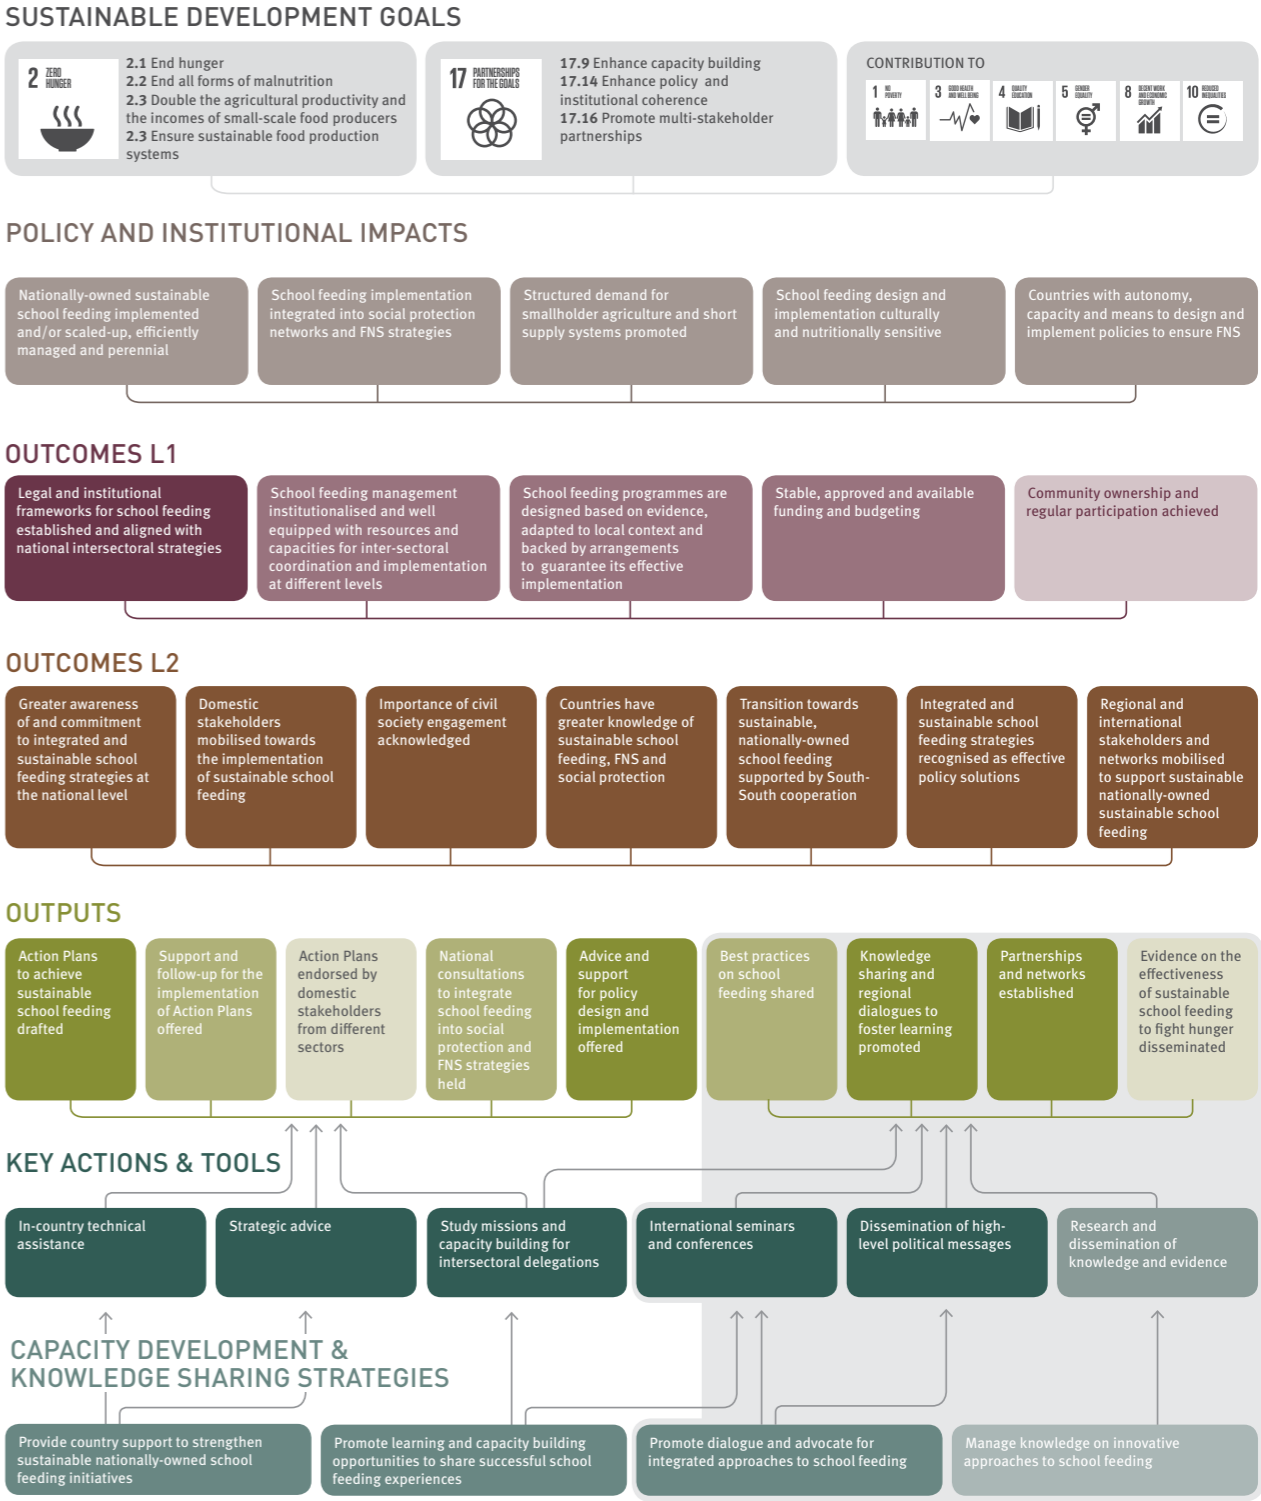 SUSTAINABLE DEVELOPMENT GOALS
2 ZERO
HUNGER
2.1 End hunger
2.2 End all forms of malnutrition
2.3 Double the agricultural productivity and
the incomes of small-scale food producers
2.3 Ensure sustainable food production
systems
17 PARTNERSHIPS
FOR THE GOALS
17.9 Enhance capacity building
17.14 Enhance policy and
institutional coherence
17.16 Promote multi-stakeholder
partnerships
CONTRIBUTION TO
1 NO
POVERTY
3 GOOD HEALTH
AND WELL BEING
4 QUALITY
EDUCATION
5 GENDER
EQUALITY
8 DECENT WORK
AND ECONOMIC
GROWTH
10 REDUCED
INEQUALITIES
POLICY AND INSTITUTIONAL IMPACTS
Nationally-owned sustainable
school feeding implemented
and/or scaled-up, efficiently
managed and perennial
School feeding implementation
integrated into social protection
networks and FNS strategies
Structured demand for
smallholder agriculture and short
supply systems promoted
School feeding design and
implementation culturally
and nutritionally sensitive
Countries with autonomy,
capacity and means to design and
implement policies to ensure FNS
OUTCOMES L1
Legal and institutional
frameworks for school feeding
established and aligned with
national intersectoral strategies
School feeding management
institutionalised and well
equipped with resources and
capacities for inter-sectoral
coordination and implementation
at different levels
School feeding programmes are
designed based on evidence,
adapted to local context and
backed by arrangements
to guarantee its effective
implementation
Stable, approved and available
funding and budgeting
Community ownership and
regular participation achieved
OUTCOMES L2
Greater awareness
of and commitment
to integrated and
sustainable school
feeding strategies at
the national level
Domestic
stakeholders
mobilised towards
the implementation
of sustainable school
feeding
Importance of civil
society engagement
acknowledged
Countries have
greater knowledge of
sustainable school
feeding, FNS and
social protection
Transition towards
sustainable,
nationally-owned
school feeding
supported by South-
South cooperation
Integrated and
sustainable school
feeding strategies
recognised as effective
policy solutions
Regional and
international
stakeholders and
networks mobilised
to support sustainable
nationally-owned
sustainable school
feeding
OUTPUTS
Action Plans
to achieve
sustainable
school feeding
drafted
Support and
follow-up for the
implementation
of Action Plans
offered
Action Plans
endorsed by
domestic
stakeholders
from different
sectors
National
consultations
to integrate
school feeding
into social
protection and
FNS strategies
held
Advice and
support
for policy
design and
implementation
offered
Best practices
on school
feeding shared
Knowledge
sharing and
regional
dialogues to
foster learning
promoted
Partnerships
and networks
established
Evidence on the
effectiveness
of sustainable
school feeding
to fight hunger
disseminated
KEY ACTIONS & TOOLS
In-country technical
assistance
Strategic advice
Study missions and
capacity building for
intersectoral delegations
International seminars
and conferences
Dissemination of high-
level political messages
Research and
dissemination of
knowledge and evidence
CAPACITY DEVELOPMENT &
KNOWLEDGE SHARING STRATEGIES
Provide country support to strengthen
sustainable nationally-owned school
feeding initiatives
Promote learning and capacity building
opportunities to share successful school
feeding experiences
Promote dialogue and advocate for
integrated approaches to school feeding
Manage knowledge on innovative
approaches to school feeding